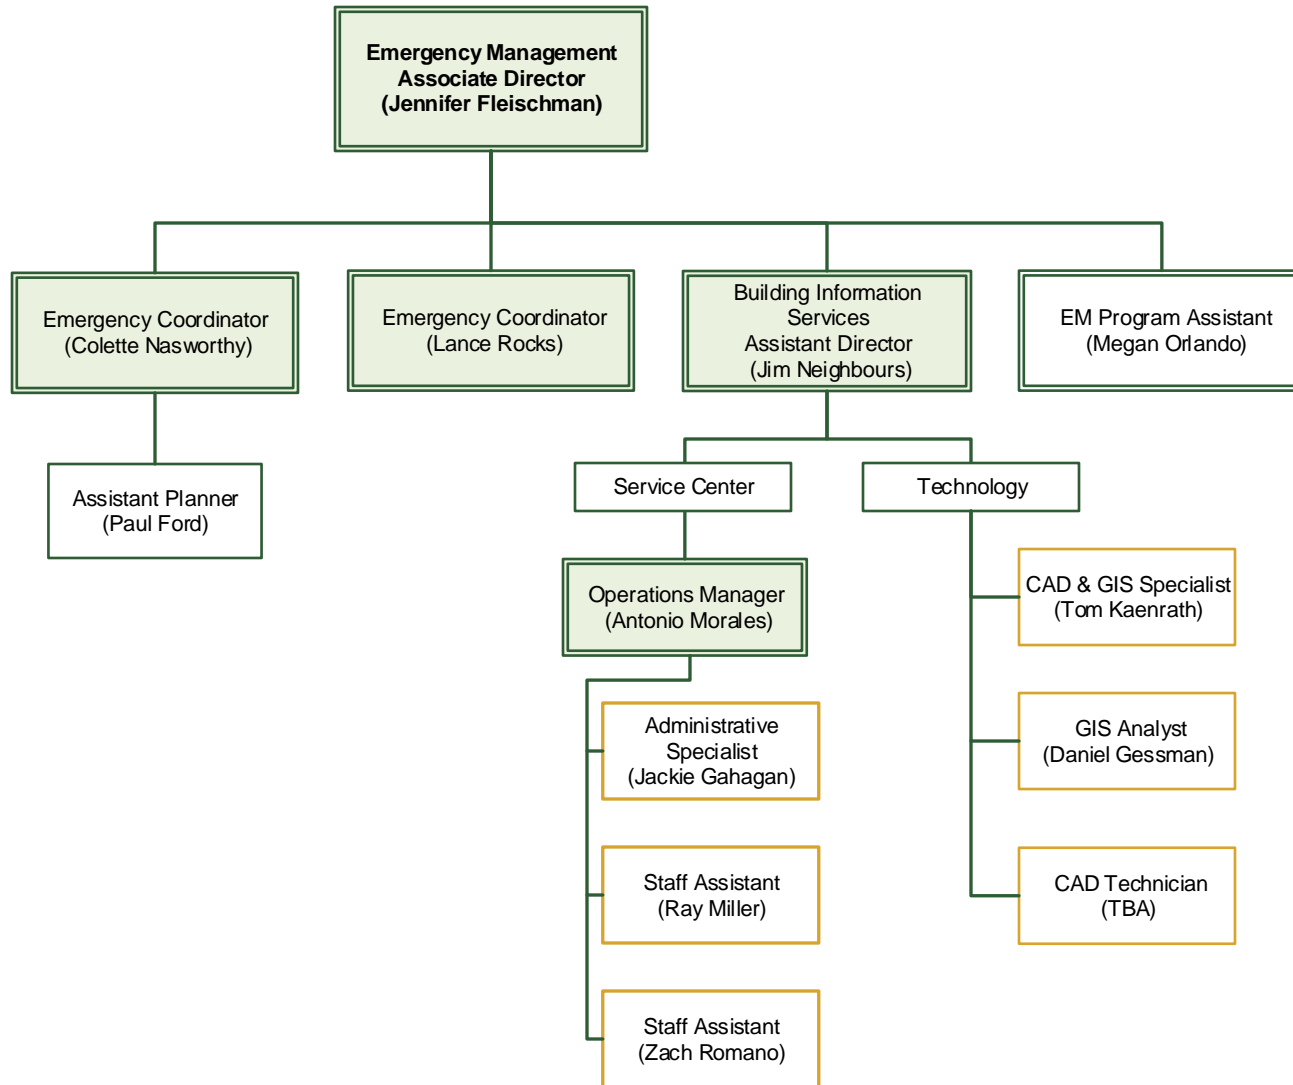 Emergency Management
Associate Director
(Jennifer Fleischman)
Emergency Coordinator
(Colette Nasworthy)
Emergency Coordinator
(Lance Rocks)
Building Information
Services
Assistant Director
(Jim Neighbours)
EM Program Assistant
(Megan Orlando)
Assistant Planner
(Paul Ford)
Service Center
Technology
Operations Manager
(Antonio Morales)
Administrative
Specialist
(Jackie Gahagan)
Staff Assistant
(Ray Miller)
Staff Assistant
(Zach Romano)
CAD & GIS Specialist
(Tom Kaenrath)
GIS Analyst
(Daniel Gessman)
CAD Technician
(TBA)